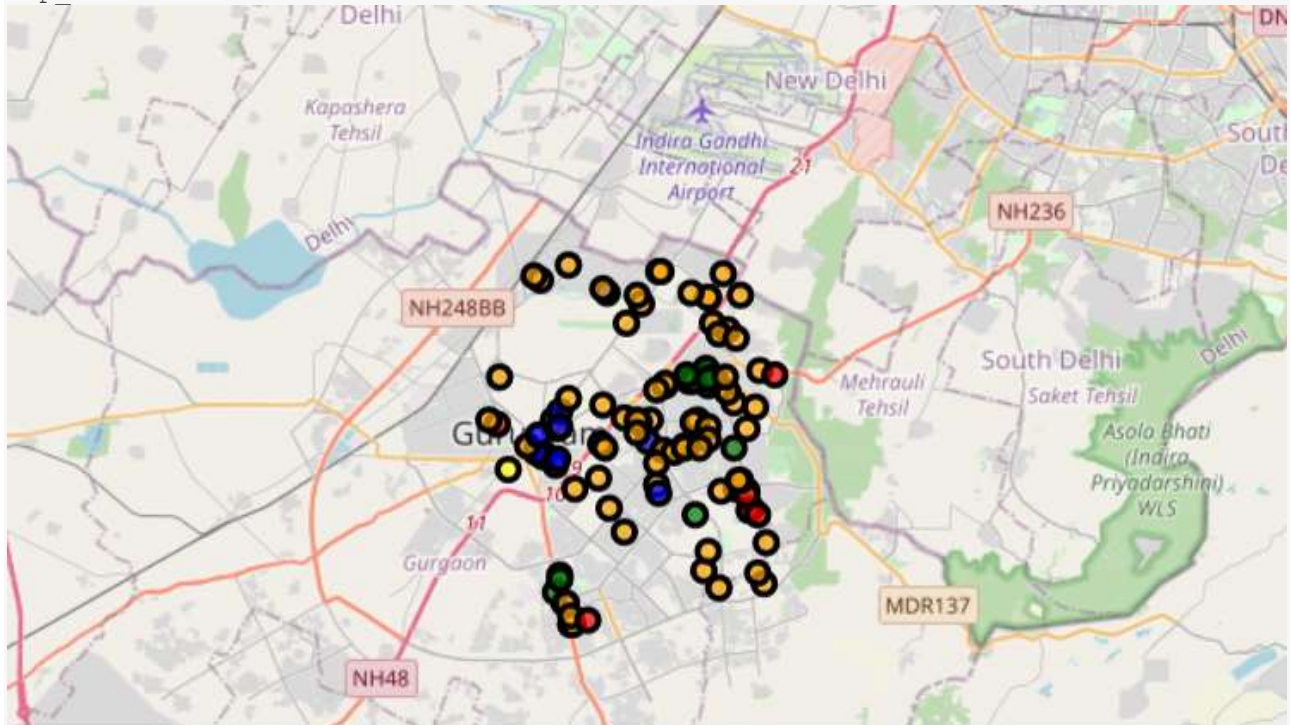 Delhi
DN
New Delhi
Kapashera
Tehsil
Indira Gandhi
International
Airport
21
South
De
Delhi
NH236
NH248BB
South Delhi
Delhi
Mehrauli
Tehsil
Saket Tehsil
Asola Bhati
(Indira
Priyadarshini)
WLS
9
16
11
Gurgaon
MDR137
NH48